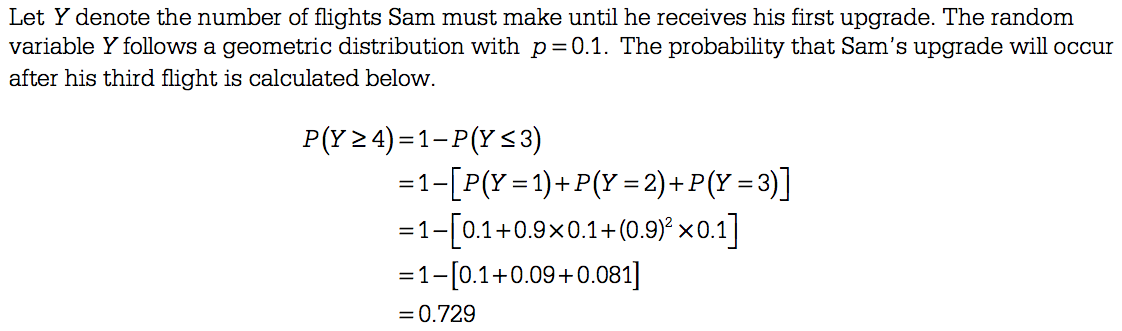 Let Y denote the number of flights Sam must make until he receives his first upgrade. The random
variable Y follows a geometric distribution with p = 0.1. The probability that Sam's upgrade will occur
after his third flight is calculated below.
P(Y ≥ 4) = 1 − P(Y ≤ 3)
= 1 − [P(Y = 1) + P(Y = 2) + P(Y = 3)]
= 1 − [0.1 + 0.9 × 0.1 + (0.9)² × 0.1]
= 1 − [0.1 + 0.09 + 0.081]
= 0.729